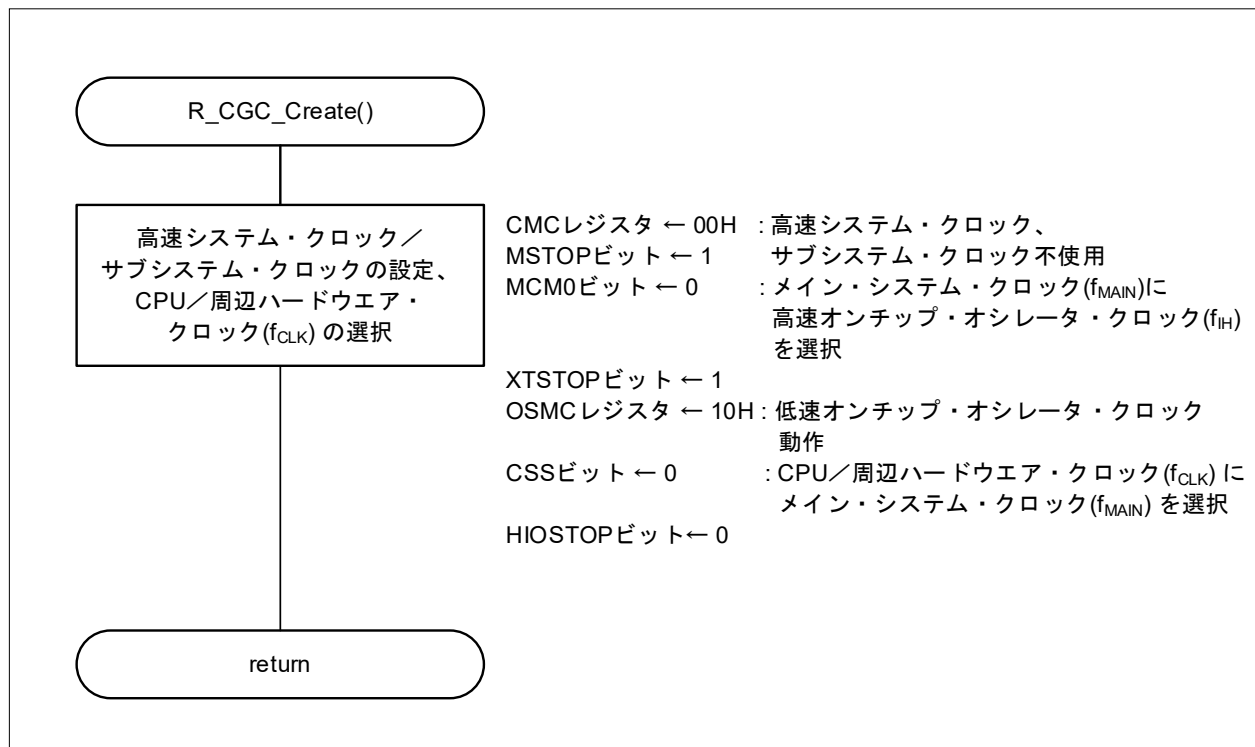 R_CGC_Create()
高速システム・クロック／
サブシステム・クロックの設定、
CPU／周辺ハードウエア・
クロック(fCLK) の選択
CMCレジスタ ← 00H : 高速システム・クロック、
MSTOPビット ← 1 サブシステム・クロック不使用
MCM0ビット ← 0 : メイン・システム・クロック(fMAIN)に
高速オンチップ・オシレータ・クロック(fIH)
を選択
XTSTOPビット ← 1
OSMCレジスタ ← 10H : 低速オンチップ・オシレータ・クロック
動作
CSSビット ← 0 : CPU／周辺ハードウエア・クロック(fCLK) に
メイン・システム・クロック(fMAIN) を選択
HIOSTOPビット← 0
return